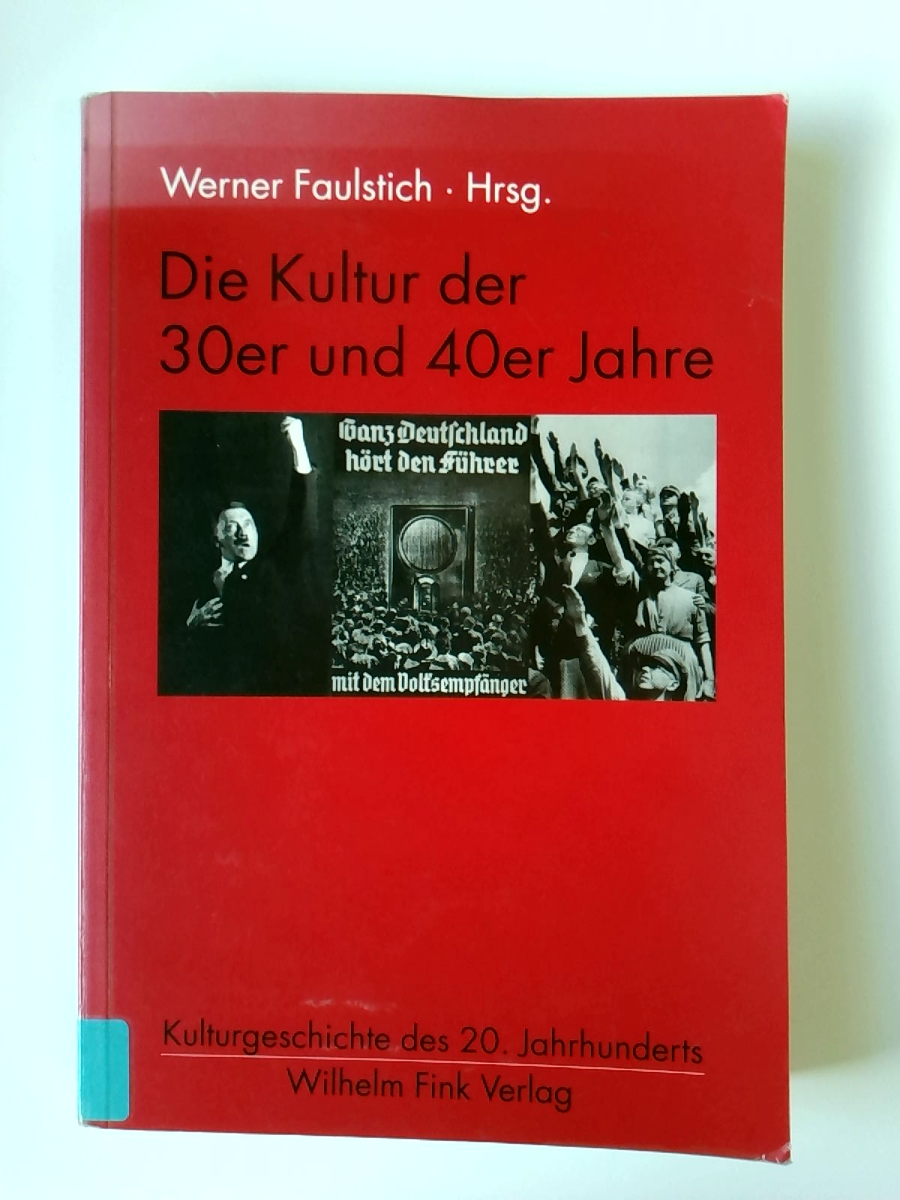 Werner Faulstich · Hrsg.
Die Kultur der
30er und 40er Jahre
Ganz Deutschland
hört den Führer
mit dem Volksempfänger
Kulturgeschichte des 20. Jahrhunderts
Wilhelm Fink Verlag